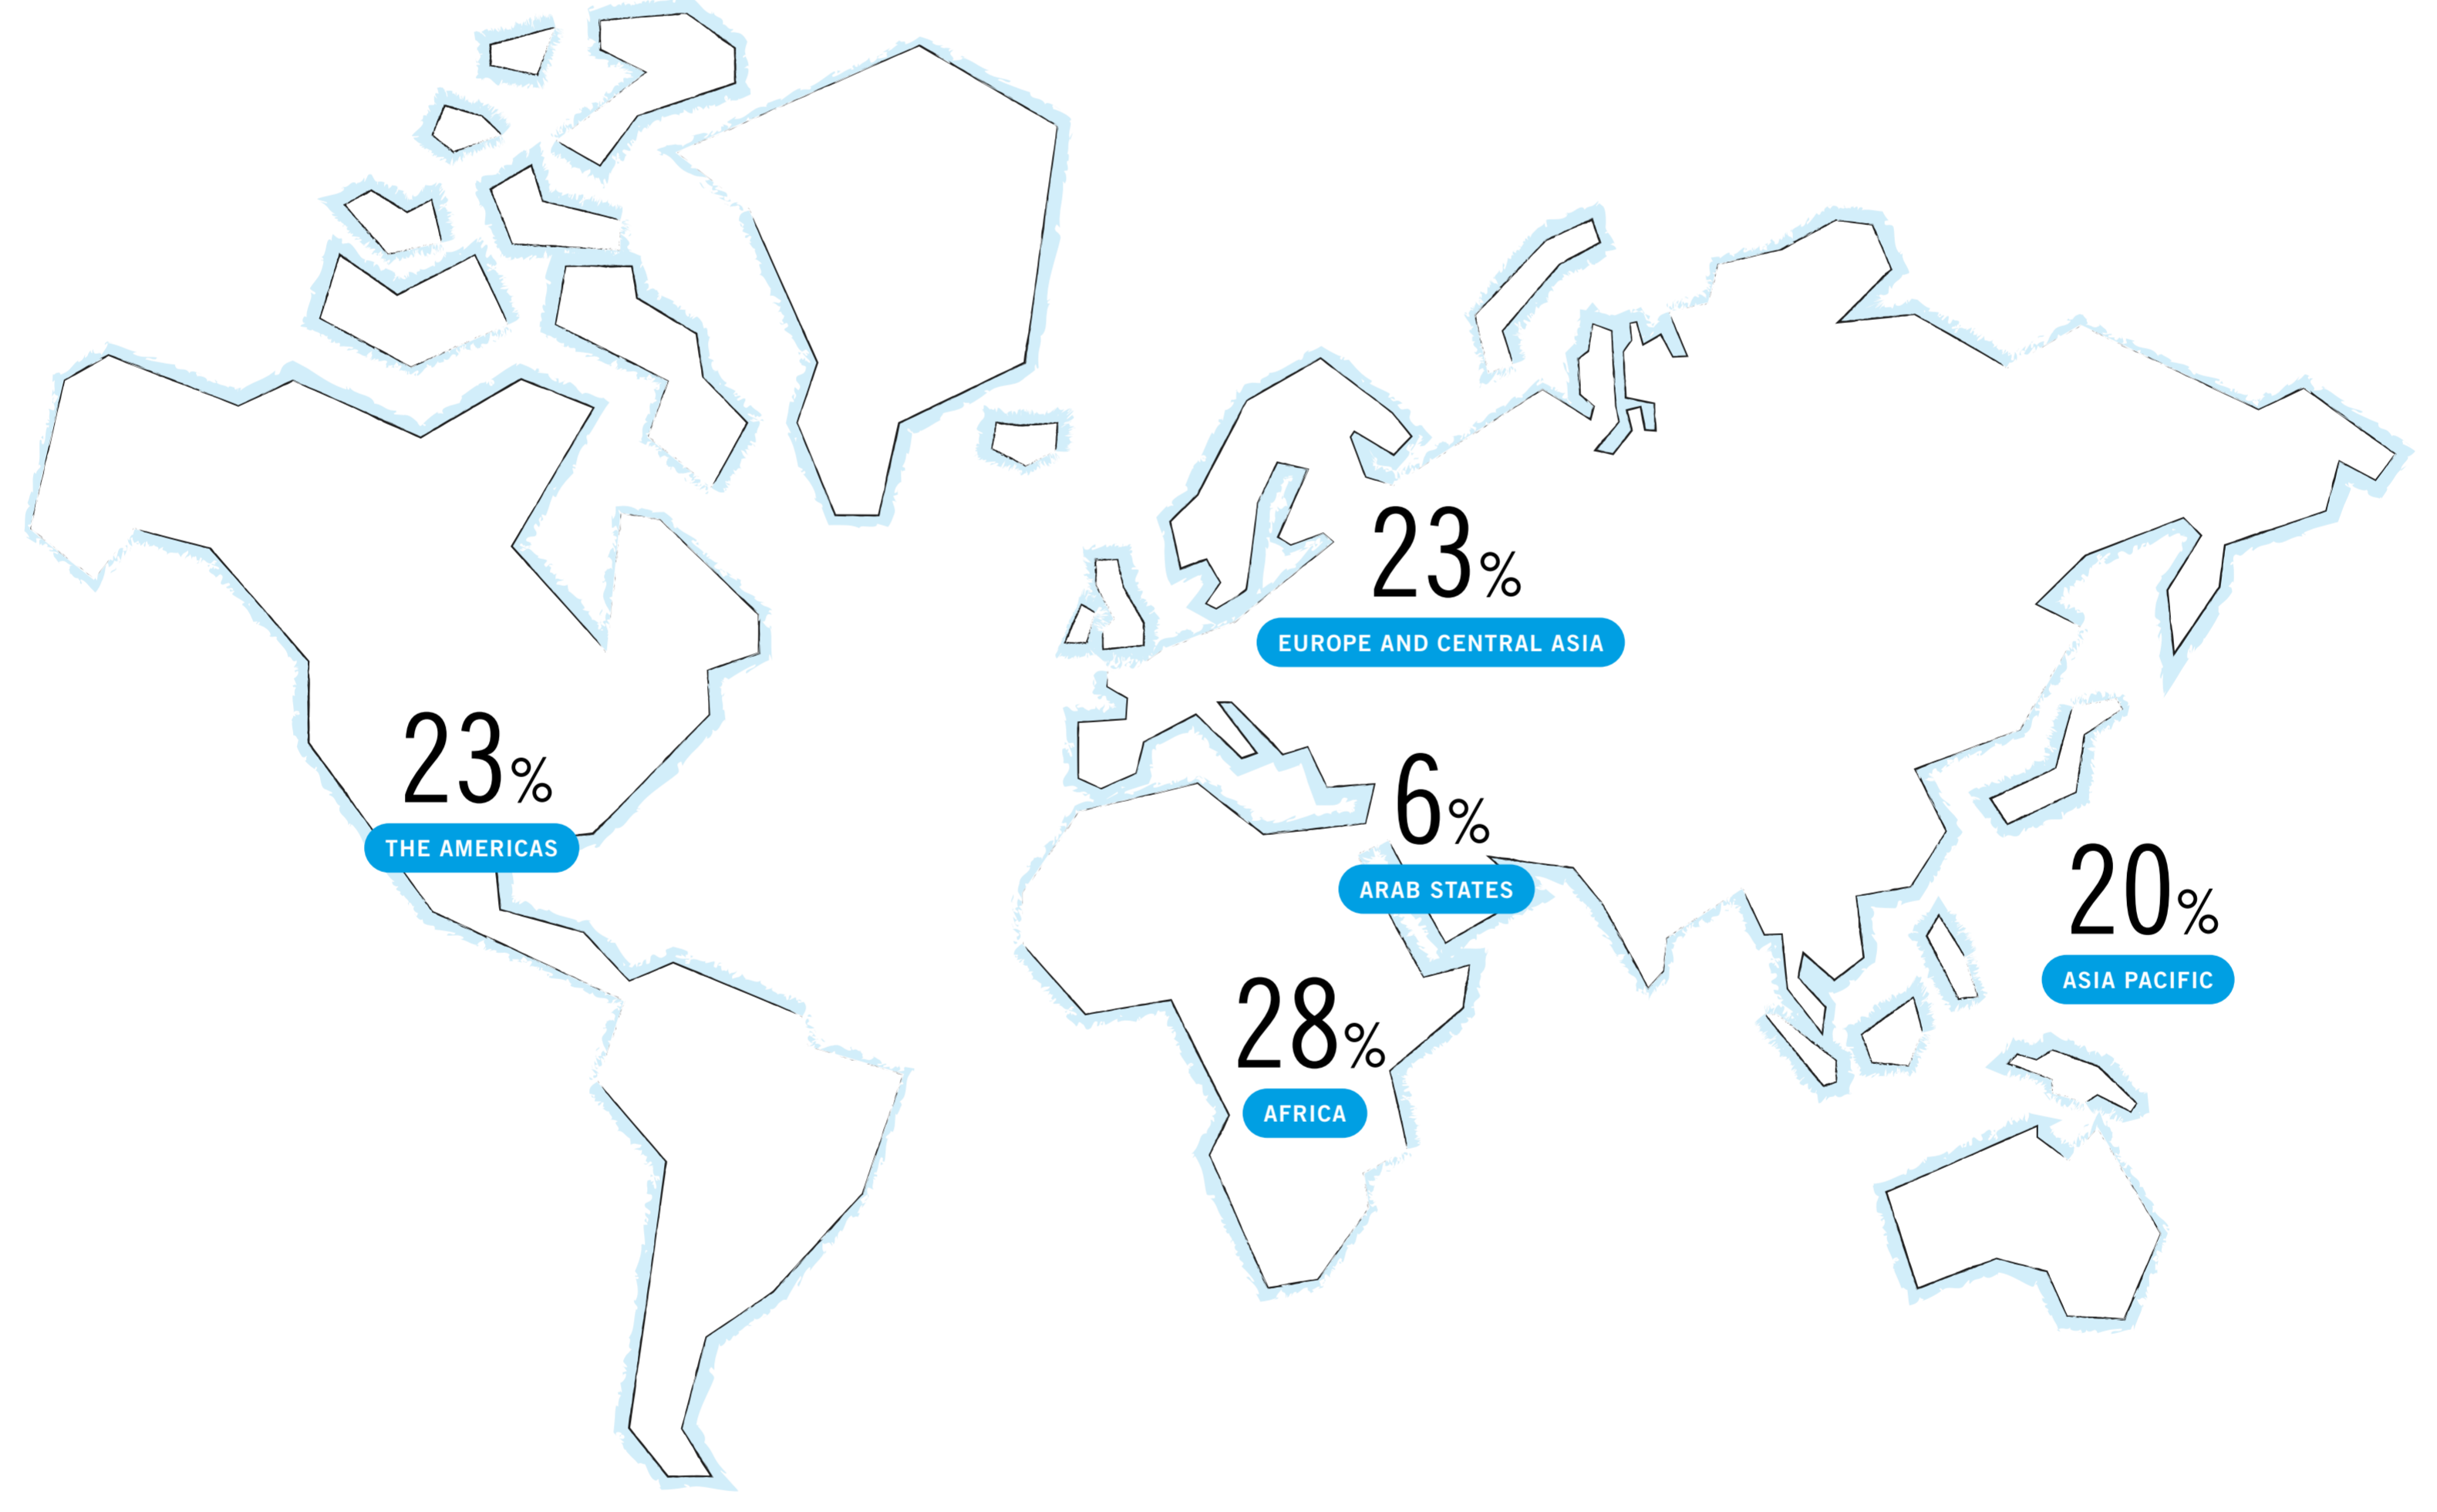 23%
EUROPE AND CENTRAL ASIA
23%
THE AMERICAS
6%
ARAB STATES
20%
ASIA PACIFIC
28%
AFRICA